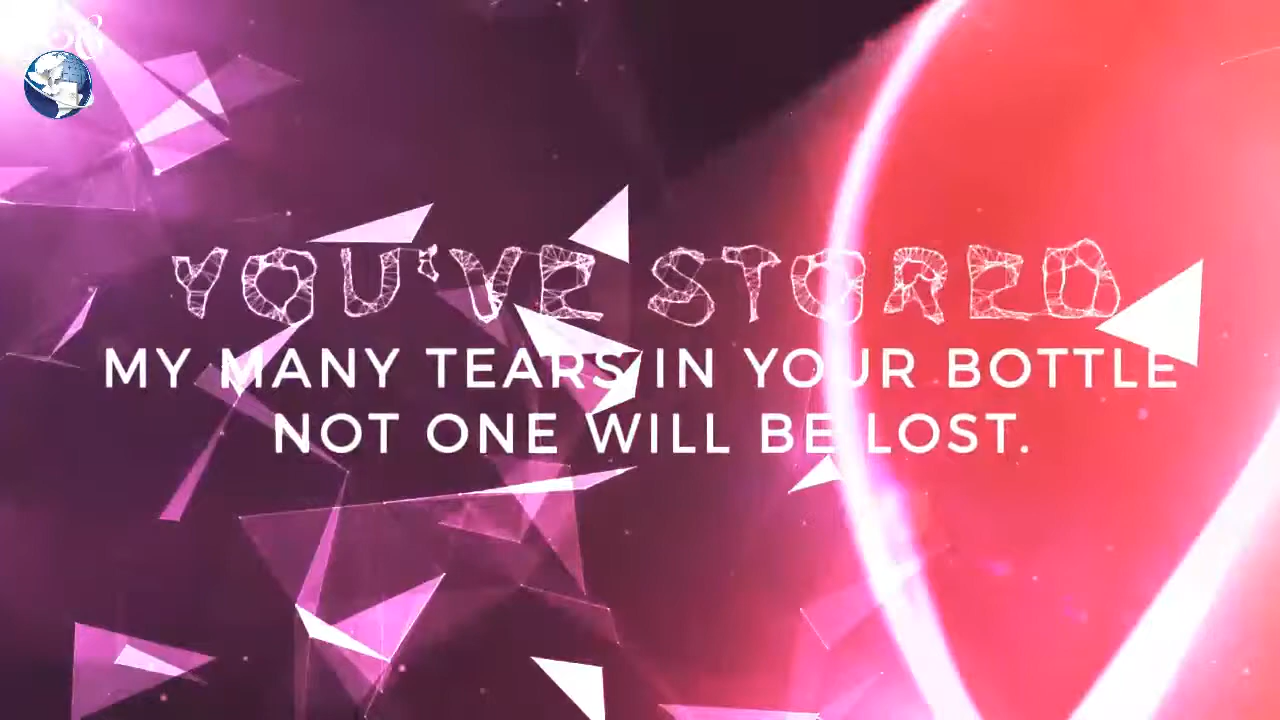 YOU'VE STORED
MY MANY TEARS IN YOUR BOTTLE
NOT ONE WILL BE LOST.